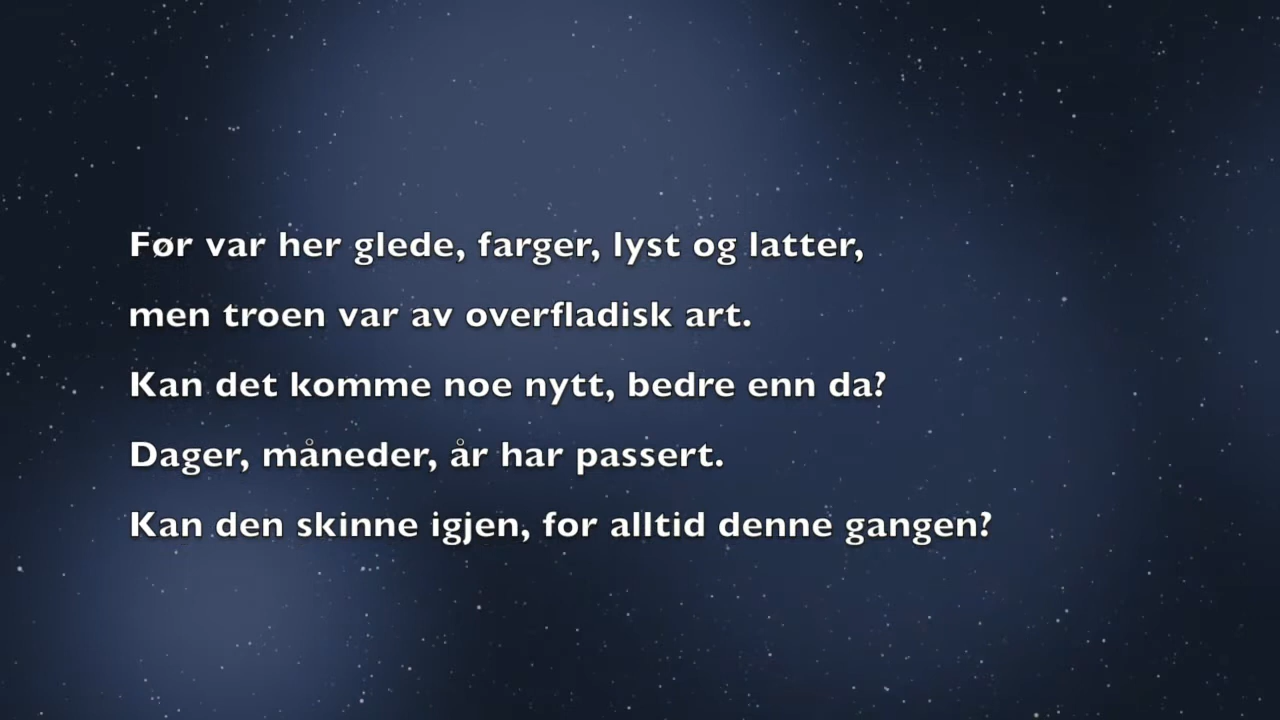 Før var her glede, farger, lyst og latter,
men troen var av overfladisk art.
Kan det komme noe nytt, bedre enn da?
Dager, måneder, år har passert.
Kan den skinne igjen, for alltid denne gangen?